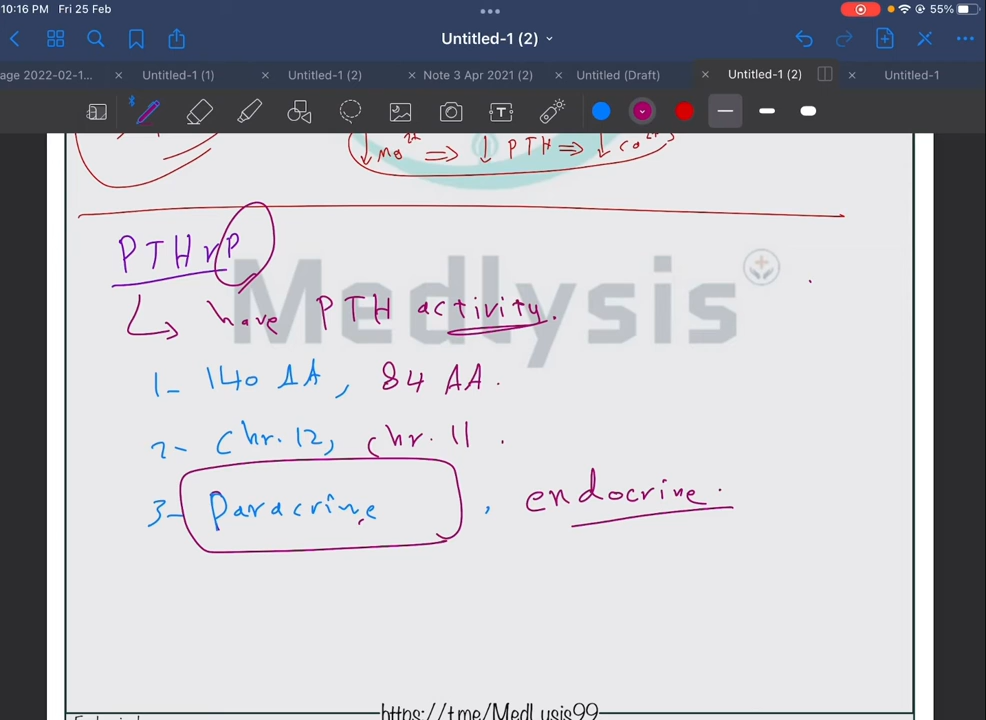 10:16 PM Fri 25 Feb
55%
Untitled-1 (2)
age 2022-02-1...
Untitled-1 (1)
Untitled-1 (2)
Note 3 Apr 2021 (2)
Untitled (Draft)
Untitled-1 (2)
Untitled-1
↓ Mg²⁺ ⇒ ↓ PTH ⇒ ↓ Ca²⁺
PTHrP
Medlysis
↳ have PTH activity.
1- 140 AA, 84 AA.
2- Chr. 12, chr. 11.
3- Paracrine, endocrine.
https://t.me/MedLysis99